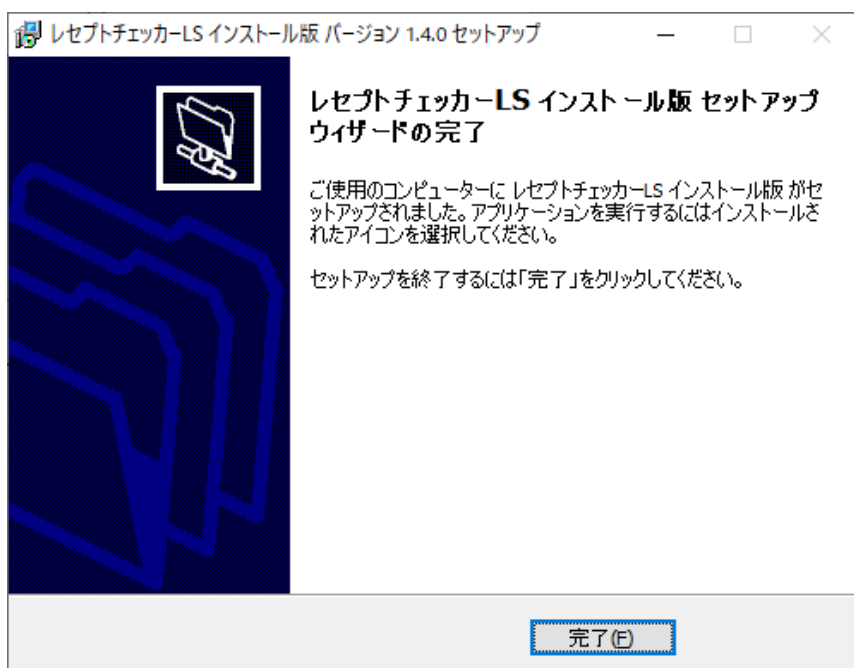 レセプトチェッカーLS インストール版 バージョン 1.4.0 セットアップ
レセプトチェッカーLS インストール版 セットアップ
ウィザードの完了
ご使用のコンピューターに レセプトチェッカーLS インストール版 がセ
ットアップされました。アプリケーションを実行するにはインストールさ
れたアイコンを選択してください。
セットアップを終了するには「完了」をクリックしてください。
完了(F)